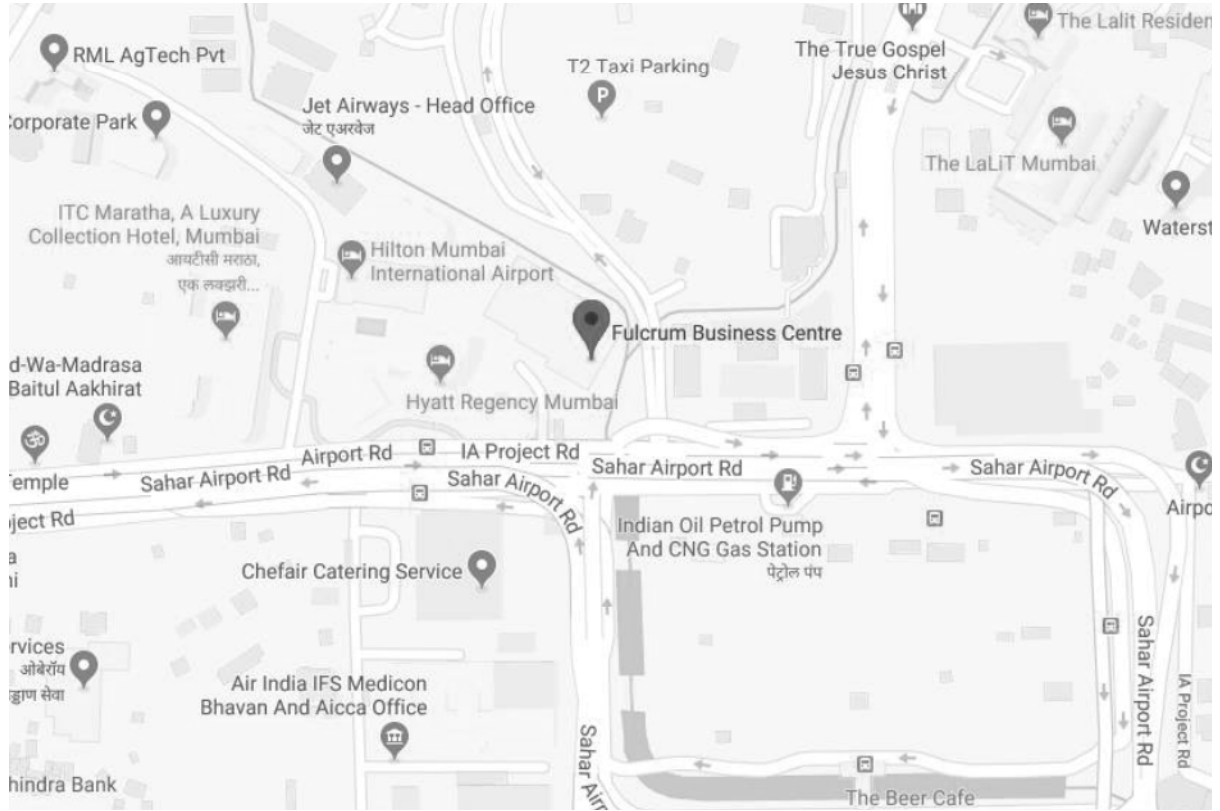 The Lalit Residen
RML AgTech Pvt
The True Gospel
Jesus Christ
T2 Taxi Parking
P
Jet Airways - Head Office
जेट एअरवेज
Corporate Park
The LaLiT Mumbai
ITC Maratha, A Luxury
Collection Hotel, Mumbai
आयटीसी मराठा,
एक लक्झरी...
Waterst
Hilton Mumbai
International Airport
Fulcrum Business Centre
d-Wa-Madrasa
Baitul Aakhirat
Hyatt Regency Mumbai
ॐ
Temple
Airport Rd
IA Project Rd
Sahar Airport Rd
Sahar Airport Rd
Sahar Airport Rd
Sahar Airport Rd
oject Rd
Airpo
Indian Oil Petrol Pump
And CNG Gas Station
पेट्रोल पंप
Chefair Catering Service
a
ni
ervices
ओबेरॉय
ड्डाण सेवा
Air India IFS Medicon
Bhavan And Aicca Office
Sahar Airport Rd
IA Project Rd
Sahar Air
hindra Bank
The Beer Cafe